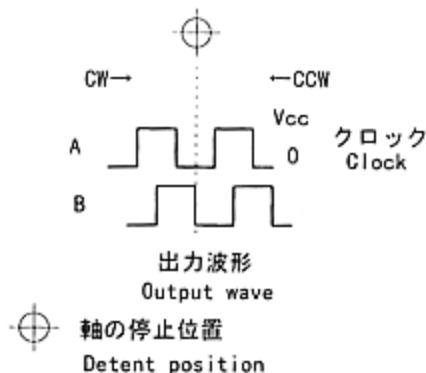 CW→ ←CCW
Vcc
A 0 クロック
Clock
B
出力波形
Output wave
軸の停止位置
Detent position